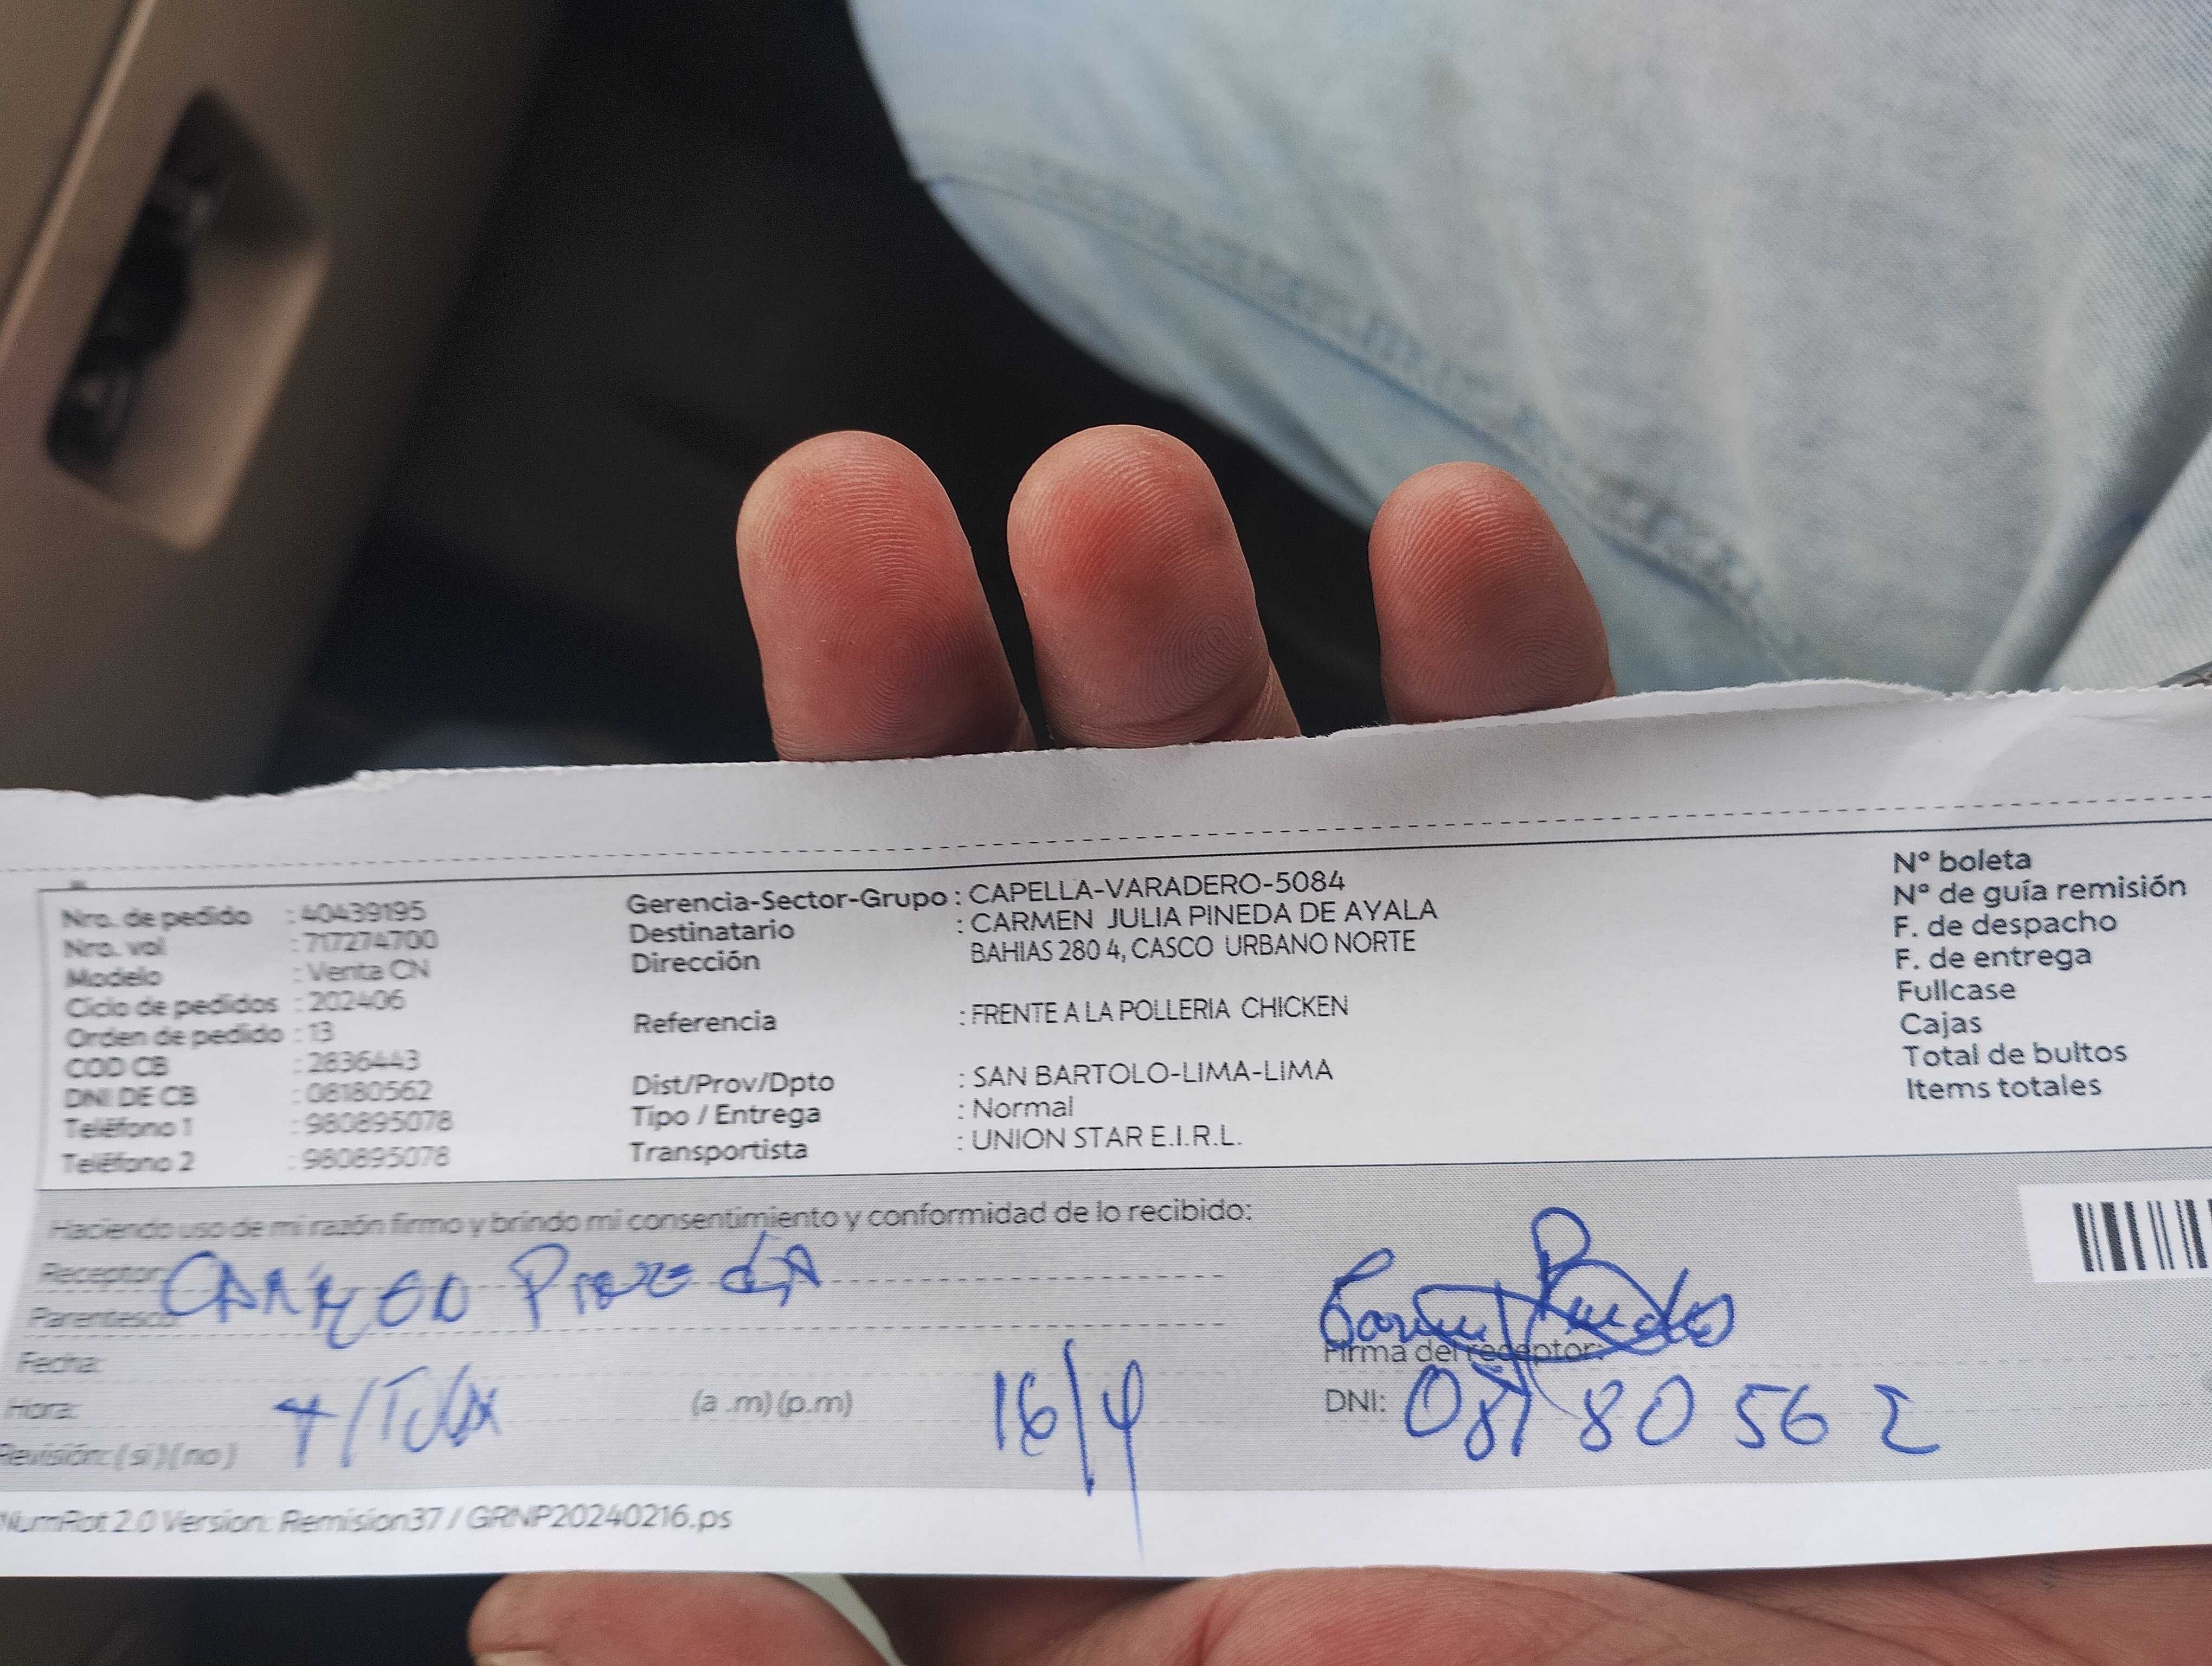 Nro. de pedido : 40439195
Nro. vol : 717274700
Modelo : Venta CN
Ciclo de pedidos : 202406
Orden de pedido : 13
COD CB : 2836443
DNI DE CB : 08180562
Teléfono 1 : 980895078
Teléfono 2 : 980895078
Gerencia-Sector-Grupo : CAPELLA-VARADERO-5084
Destinatario : CARMEN JULIA PINEDA DE AYALA
Dirección BAHIAS 280 4, CASCO URBANO NORTE
Referencia : FRENTE A LA POLLERIA CHICKEN
Dist/Prov/Dpto : SAN BARTOLO-LIMA-LIMA
Tipo / Entrega : Normal
Transportista : UNION STAR E.I.R.L.
N° boleta
N° de guía remisión
F. de despacho
F. de entrega
Fullcase
Cajas
Total de bultos
Items totales
Haciendo uso de mi razón firmo y brindo mi consentimiento y conformidad de lo recibido:
Receptor:
Parentesco:
Fecha:
Hora: (a .m) (p.m) 16/4
Revisión: (si) (no)
Firma del receptor:
DNI: 08180562
NumRot 2.0 Version: Remision37 / GRNP20240216.ps